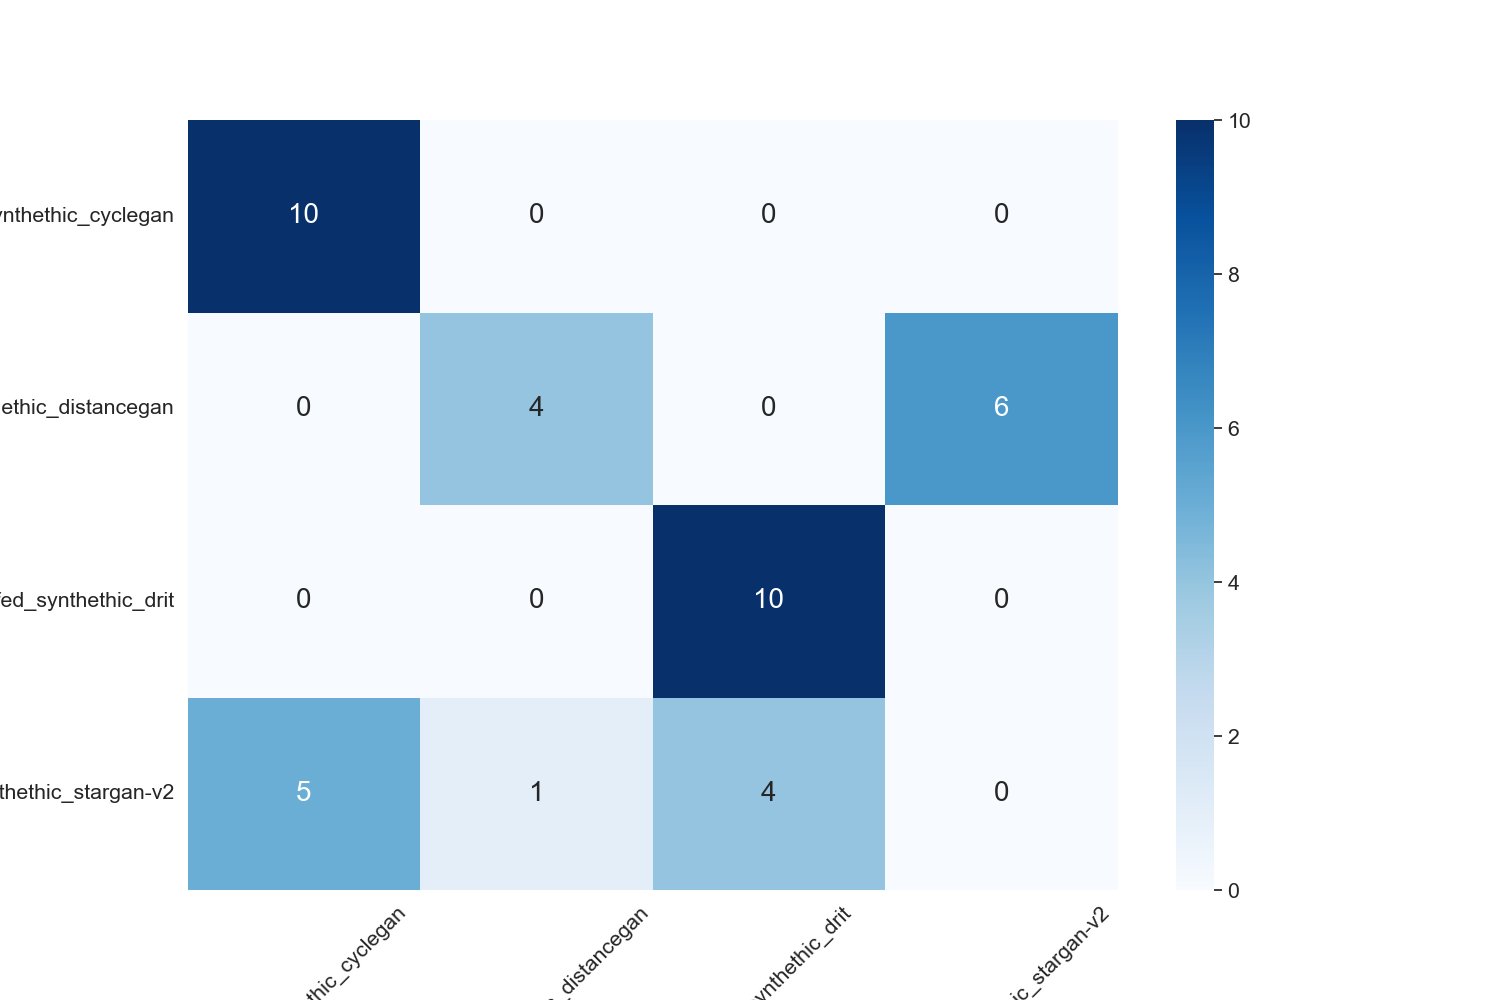 10
ynthethic_cyclegan
10 0 0 0
8
ethic_distancegan
0 4 0 6
6
fed_synthethic_drit
0 0 10 0
4
thethic_stargan-v2
5 1 4 0
2
0
thic_cyclegan
_distancegan
ynthethic_drit
ic_stargan-v2